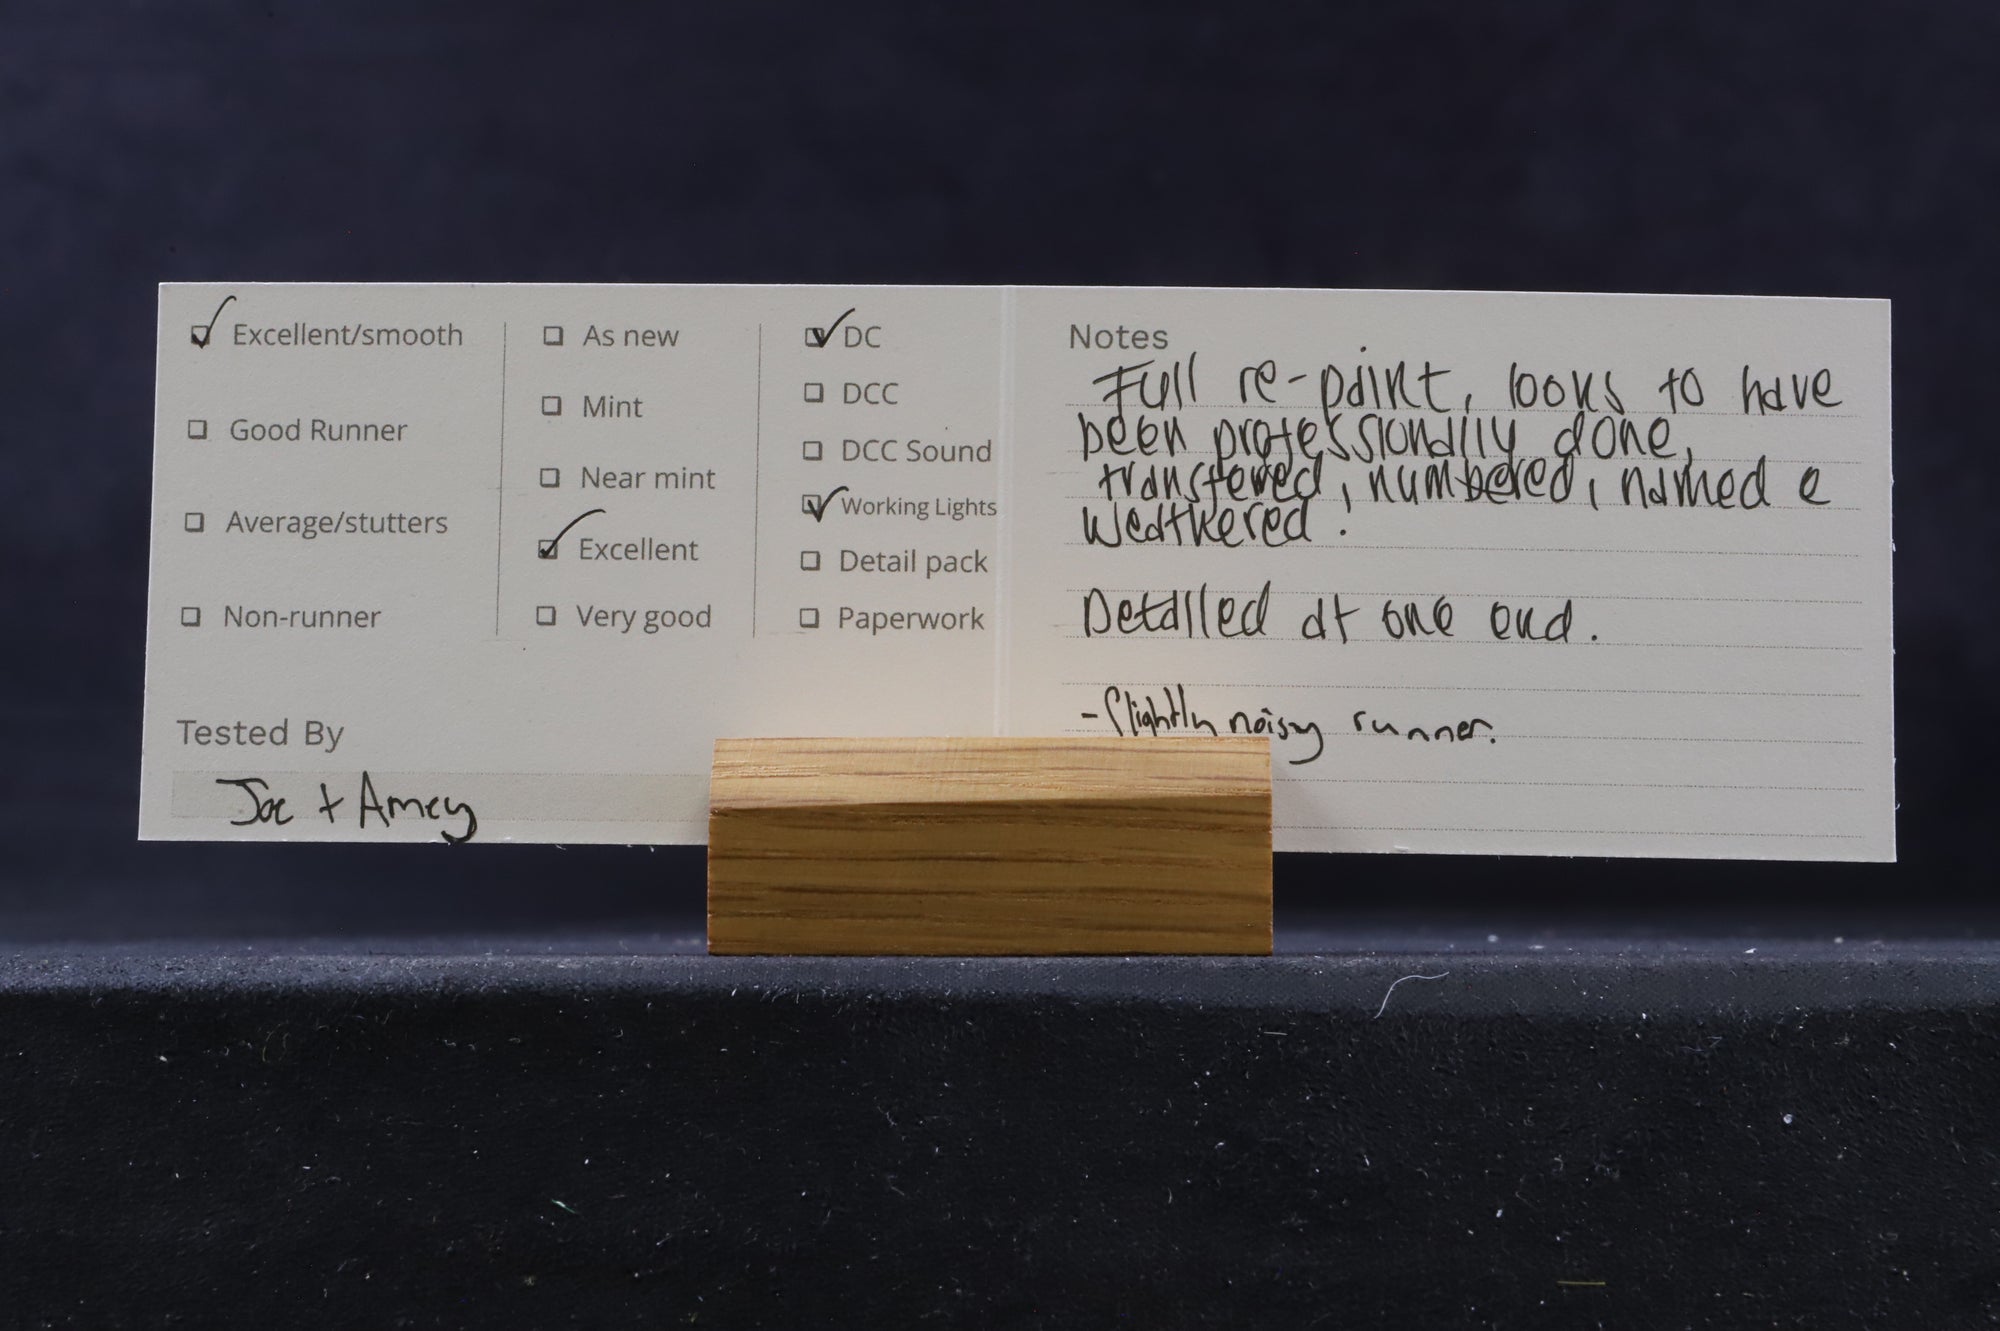 Excellent/smooth
Good Runner
Average/stutters
Non-runner
As new
Mint
Near mint
Excellent
Very good
DC
DCC
DCC Sound
Working Lights
Detail pack
Paperwork
Tested By
Joe + Amey
Notes
Full re-paint, looks to have
been professionally done,
transfered, numbered, named e
weathered.
Detailed at one end.
- Slightly noisy runner.